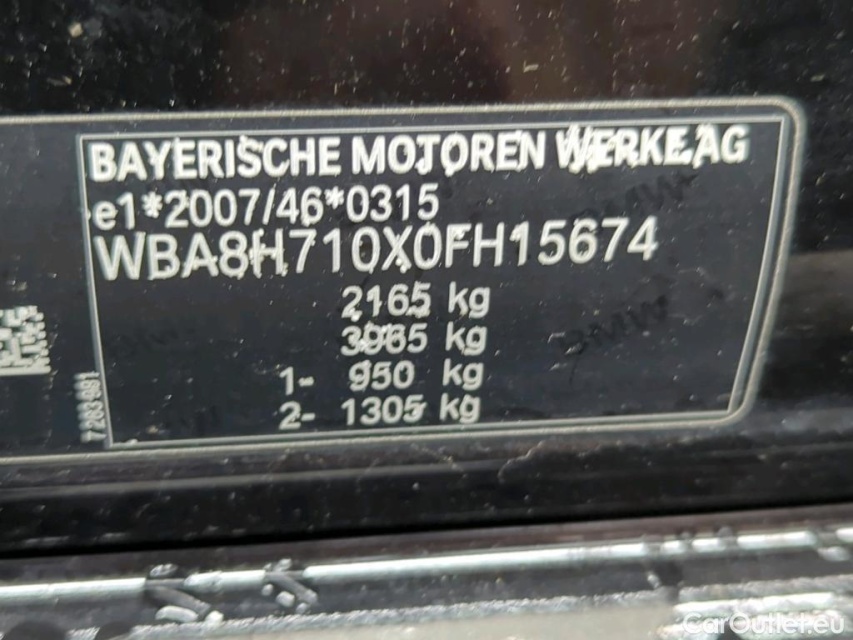 BAYERISCHE MOTOREN WERKE AG
e1*2007/46*0315
WBA8H710X0FH15674
2165 kg
3965 kg
1- 950 kg
2- 1305 kg
CarOutlet.eu